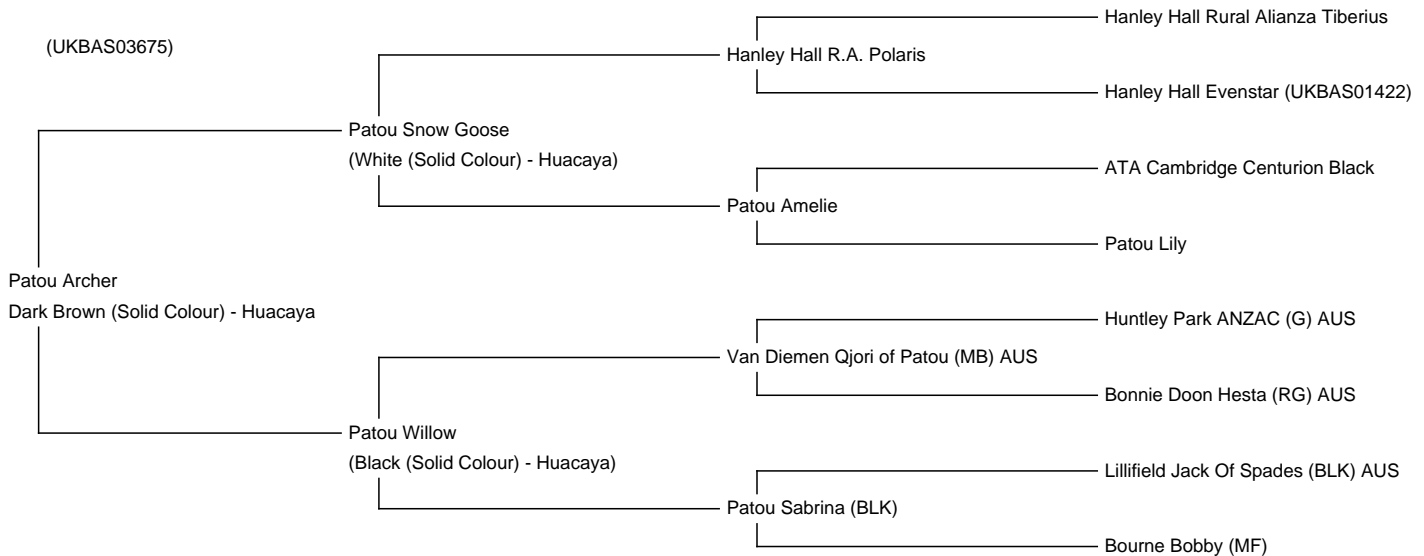 Hanley Hall Rural Alianza Tiberius
(UKBAS03675)
Hanley Hall R.A. Polaris
Hanley Hall Evenstar (UKBAS01422)
Patou Snow Goose
(White (Solid Colour) - Huacaya)
ATA Cambridge Centurion Black
Patou Amelie
Patou Lily
Patou Archer
Dark Brown (Solid Colour) - Huacaya
Huntley Park ANZAC (G) AUS
Van Diemen Qjori of Patou (MB) AUS
Bonnie Doon Hesta (RG) AUS
Patou Willow
(Black (Solid Colour) - Huacaya)
Lillifield Jack Of Spades (BLK) AUS
Patou Sabrina (BLK)
Bourne Bobby (MF)